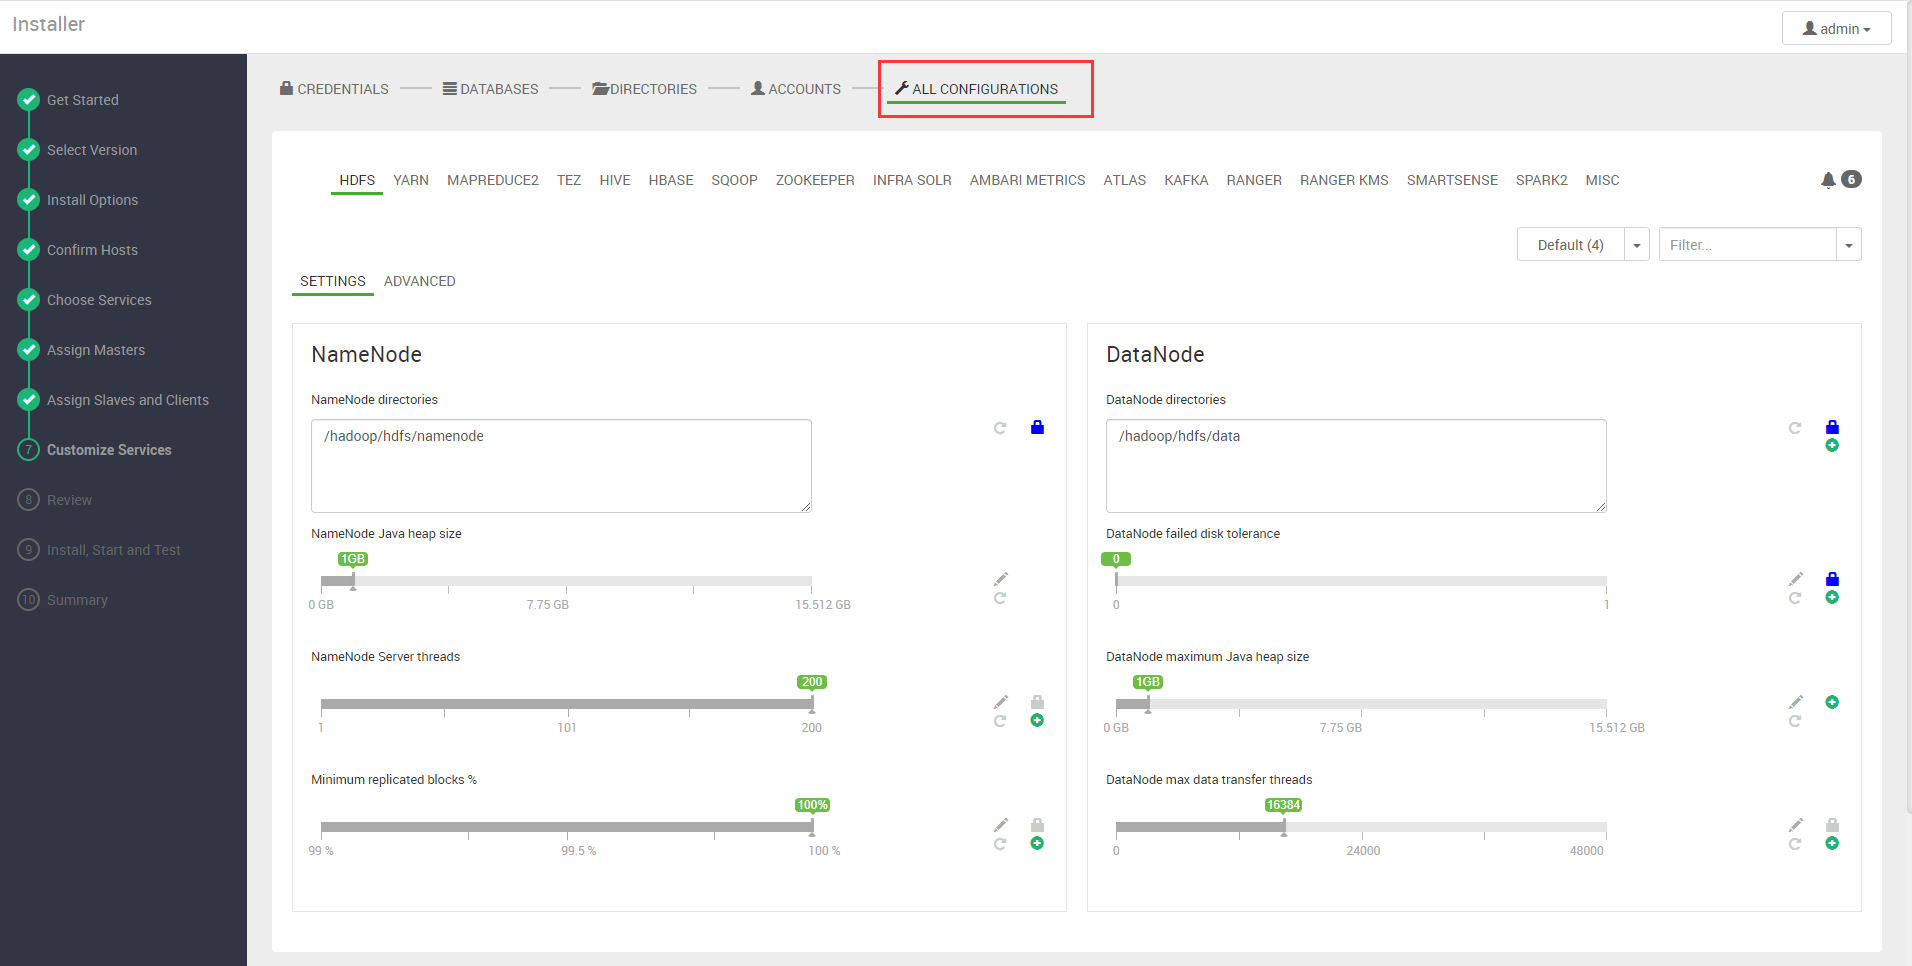 Installer
admin
Get Started
Select Version
Install Options
Confirm Hosts
Choose Services
Assign Masters
Assign Slaves and Clients
7 Customize Services
8 Review
9 Install, Start and Test
10 Summary
CREDENTIALS DATABASES DIRECTORIES ACCOUNTS ALL CONFIGURATIONS
HDFS YARN MAPREDUCE2 TEZ HIVE HBASE SQOOP ZOOKEEPER INFRA SOLR AMBARI METRICS ATLAS KAFKA RANGER RANGER KMS SMARTSENSE SPARK2 MISC 6
Default (4) Filter...
SETTINGS ADVANCED
NameNode
NameNode directories
/hadoop/hdfs/namenode
NameNode Java heap size
1GB
0 GB 7.75 GB 15.512 GB
NameNode Server threads
200
1 101 200
Minimum replicated blocks %
100%
99 % 99.5 % 100 %
DataNode
DataNode directories
/hadoop/hdfs/data
DataNode failed disk tolerance
0
0 1
DataNode maximum Java heap size
1GB
0 GB 7.75 GB 15.512 GB
DataNode max data transfer threads
16384
0 24000 48000